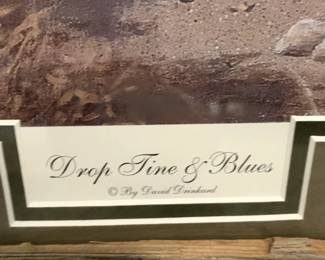 Drop Tine & Blues
© By David Drinkard